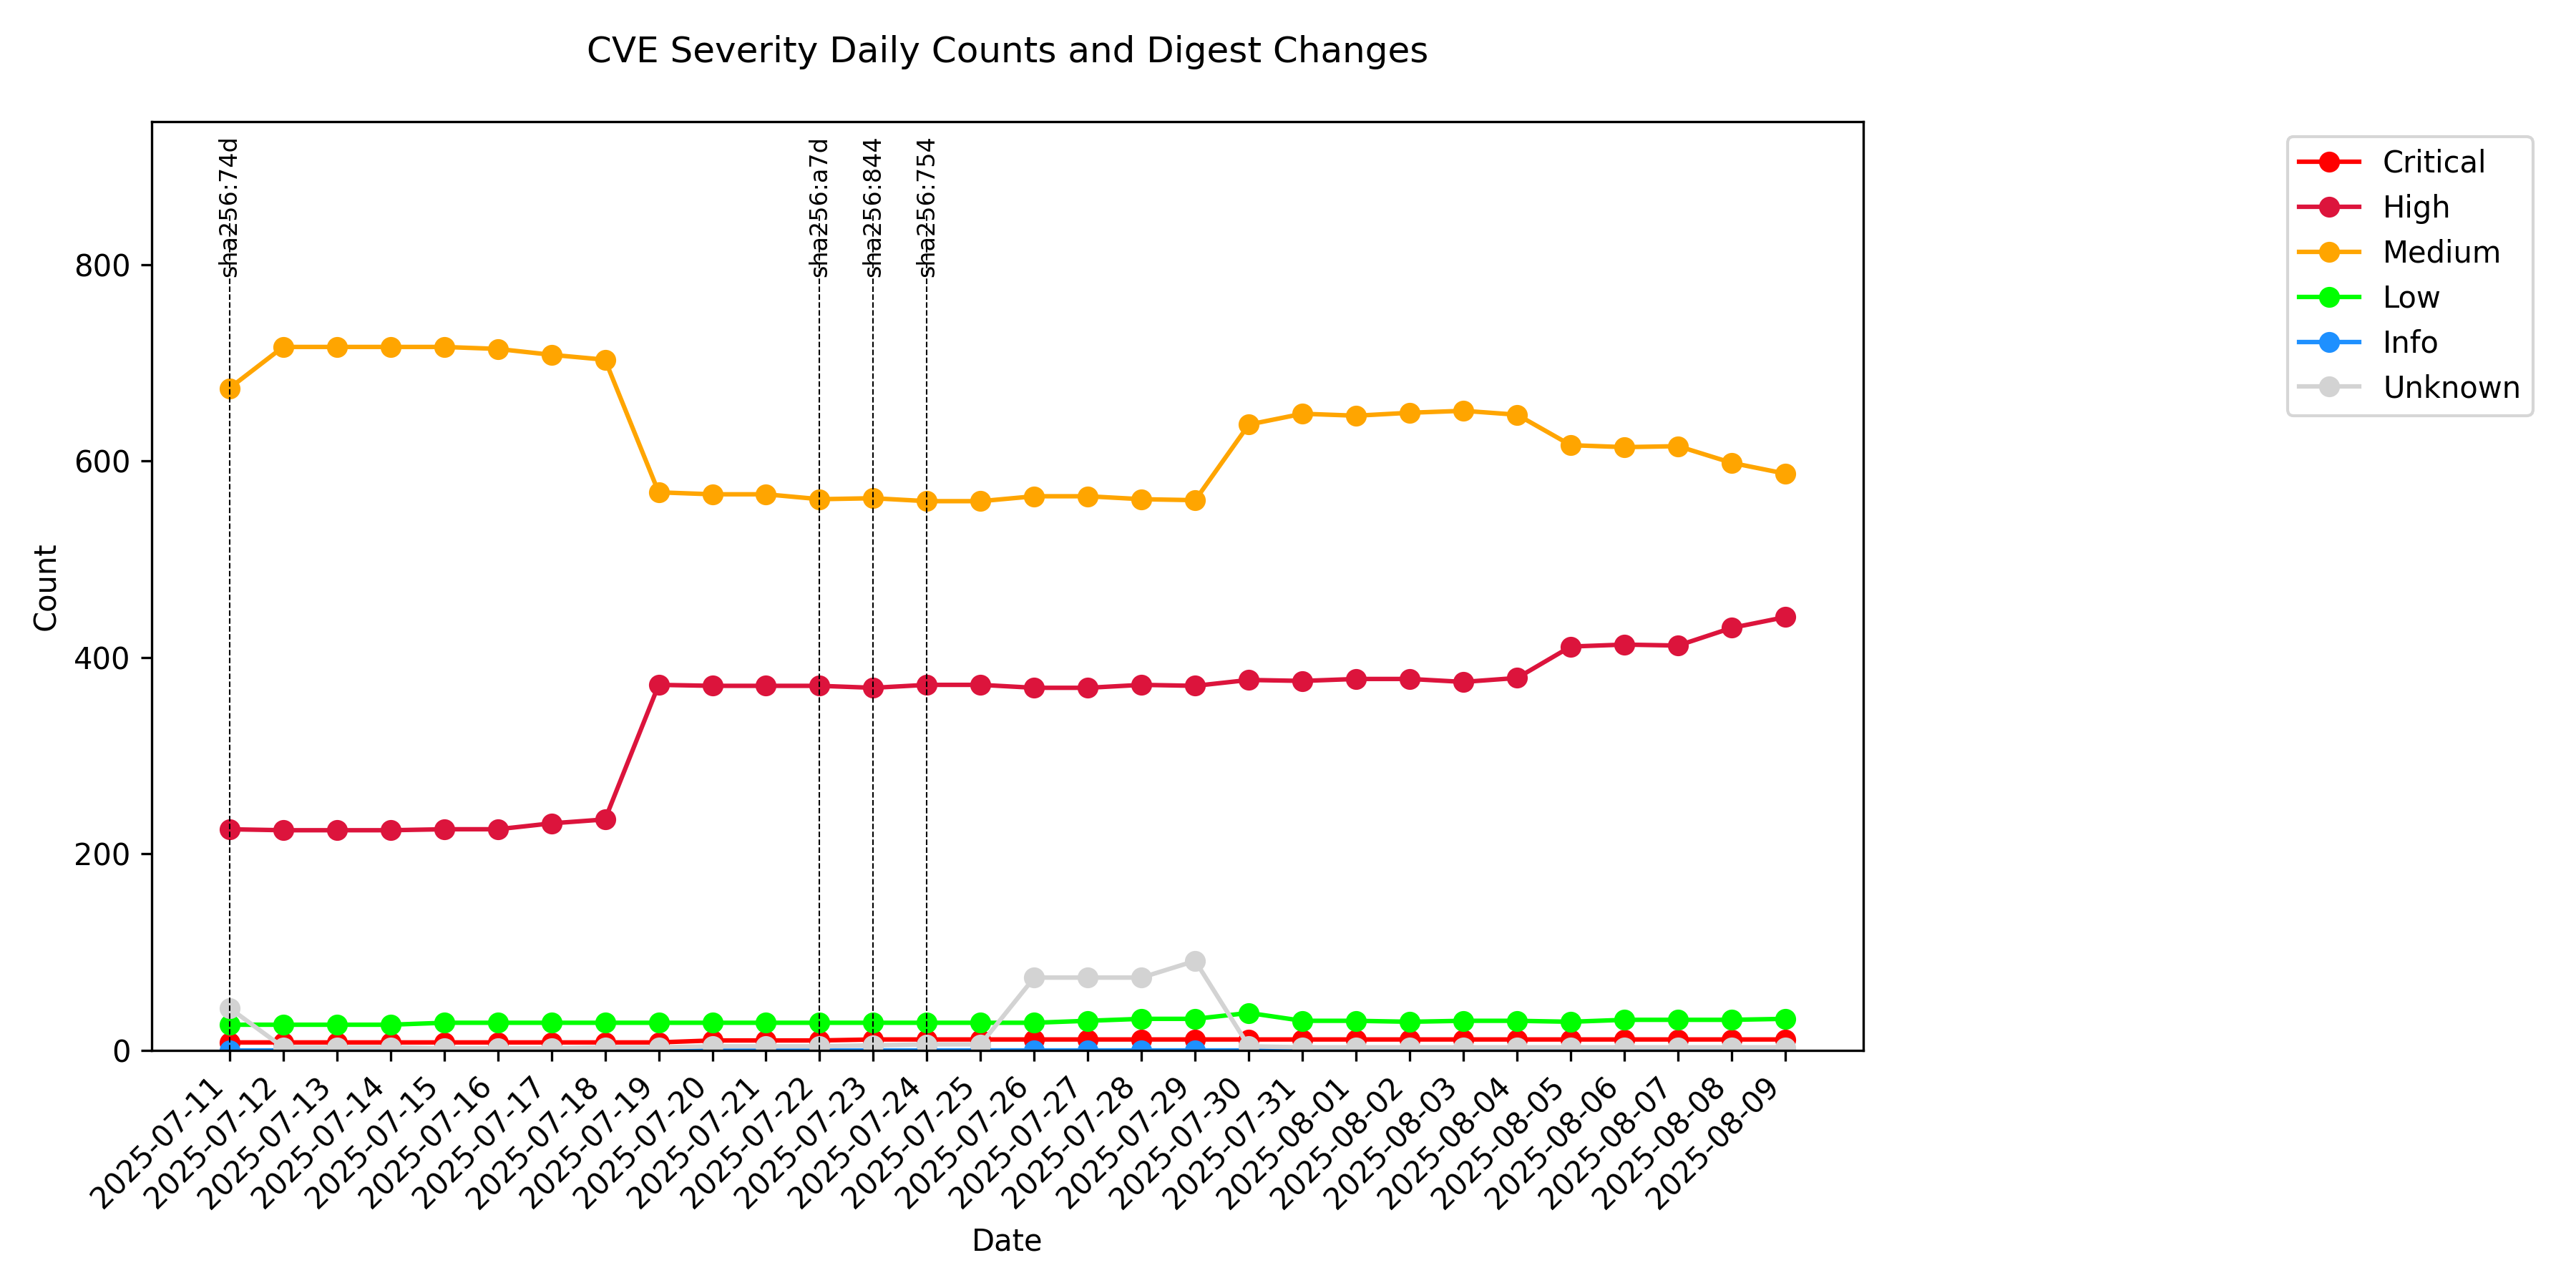 CVE Severity Daily Counts and Digest Changes
sha256:74d
sha256:a7d
sha256:844
sha256:754
Critical
High
Medium
Low
Info
Unknown
800
600
400
200
0
Count
2025-07-11
2025-07-12
2025-07-13
2025-07-14
2025-07-15
2025-07-16
2025-07-17
2025-07-18
2025-07-19
2025-07-20
2025-07-21
2025-07-22
2025-07-23
2025-07-24
2025-07-25
2025-07-26
2025-07-27
2025-07-28
2025-07-29
2025-07-30
2025-07-31
2025-08-01
2025-08-02
2025-08-03
2025-08-04
2025-08-05
2025-08-06
2025-08-07
2025-08-08
2025-08-09
Date